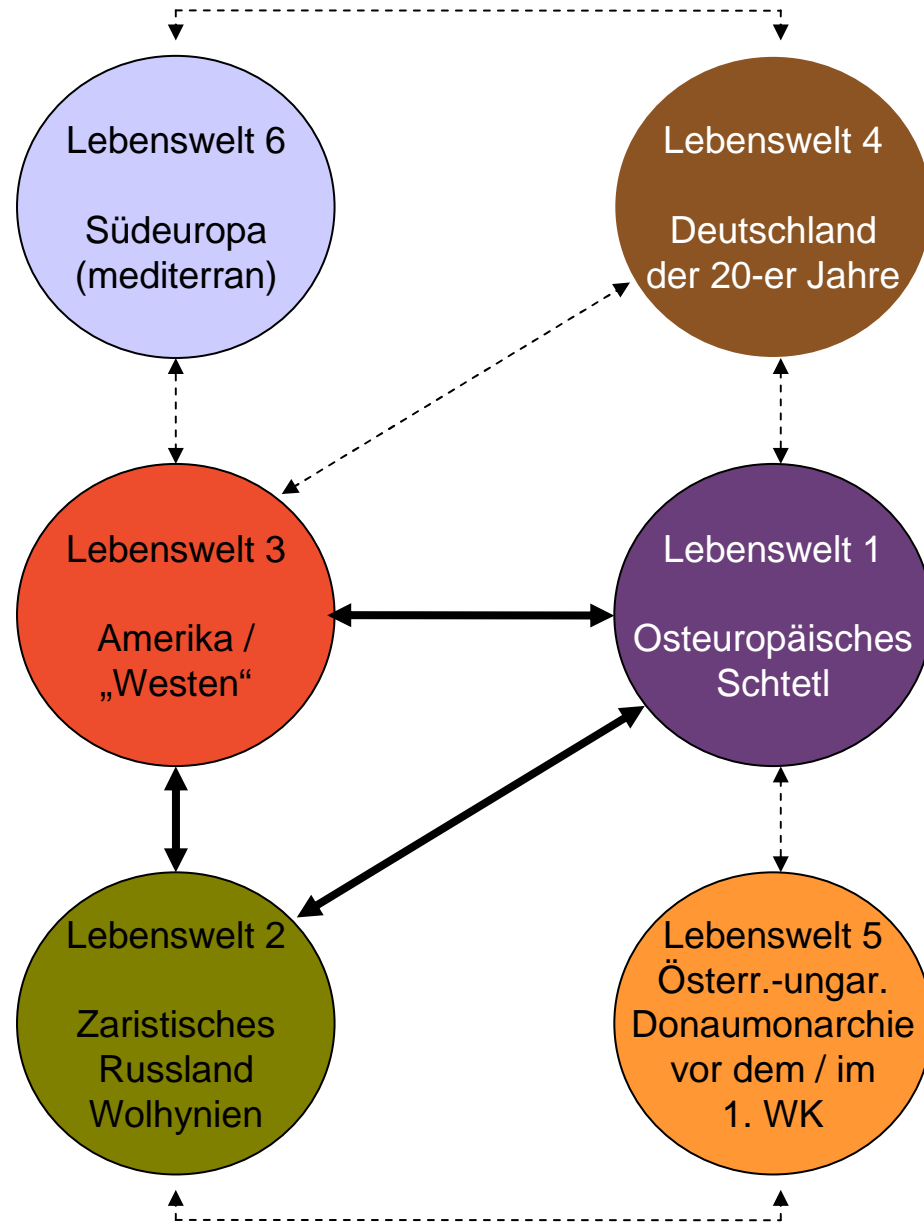 Lebenswelt 6
Südeuropa
(mediterran)
Lebenswelt 4
Deutschland
der 20-er Jahre
Lebenswelt 3
Amerika /
„Westen“
Lebenswelt 1
Osteuropäisches
Schtetl
Lebenswelt 2
Zaristisches
Russland
Wolhynien
Lebenswelt 5
Österr.-ungar.
Donaumonarchie
vor dem / im
1. WK